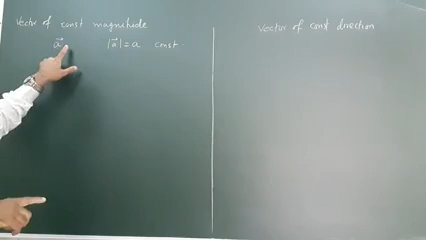 Vector of const magnitude
a⃗ |a⃗| = a const
Vector of const direction